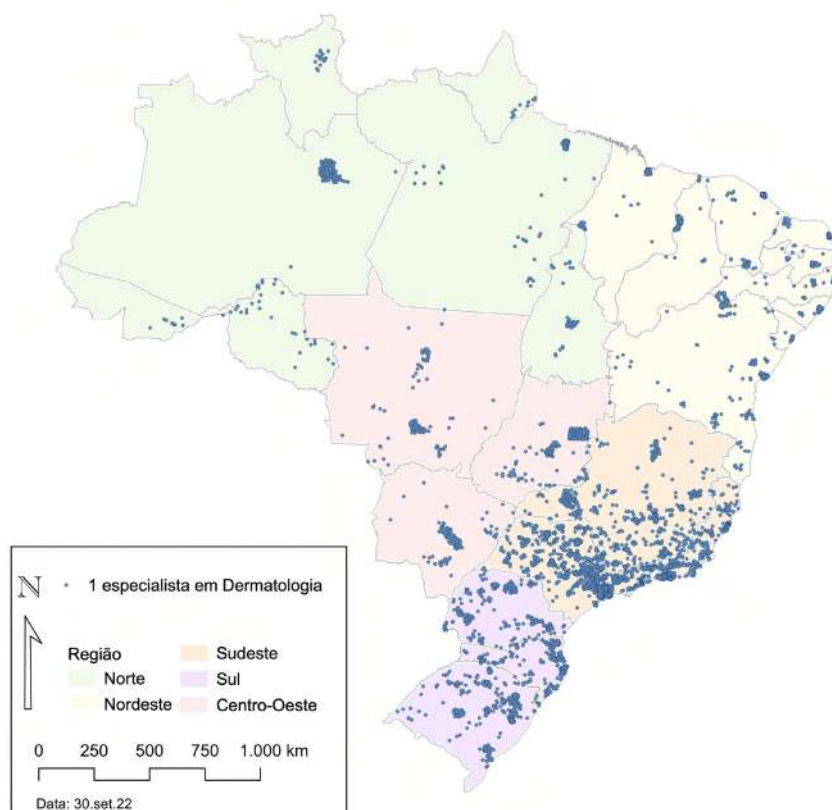 N
1 especialista em Dermatologia
Região
Norte
Nordeste
Sudeste
Sul
Centro-Oeste
0 250 500 750 1.000 km
Data: 30.set.22